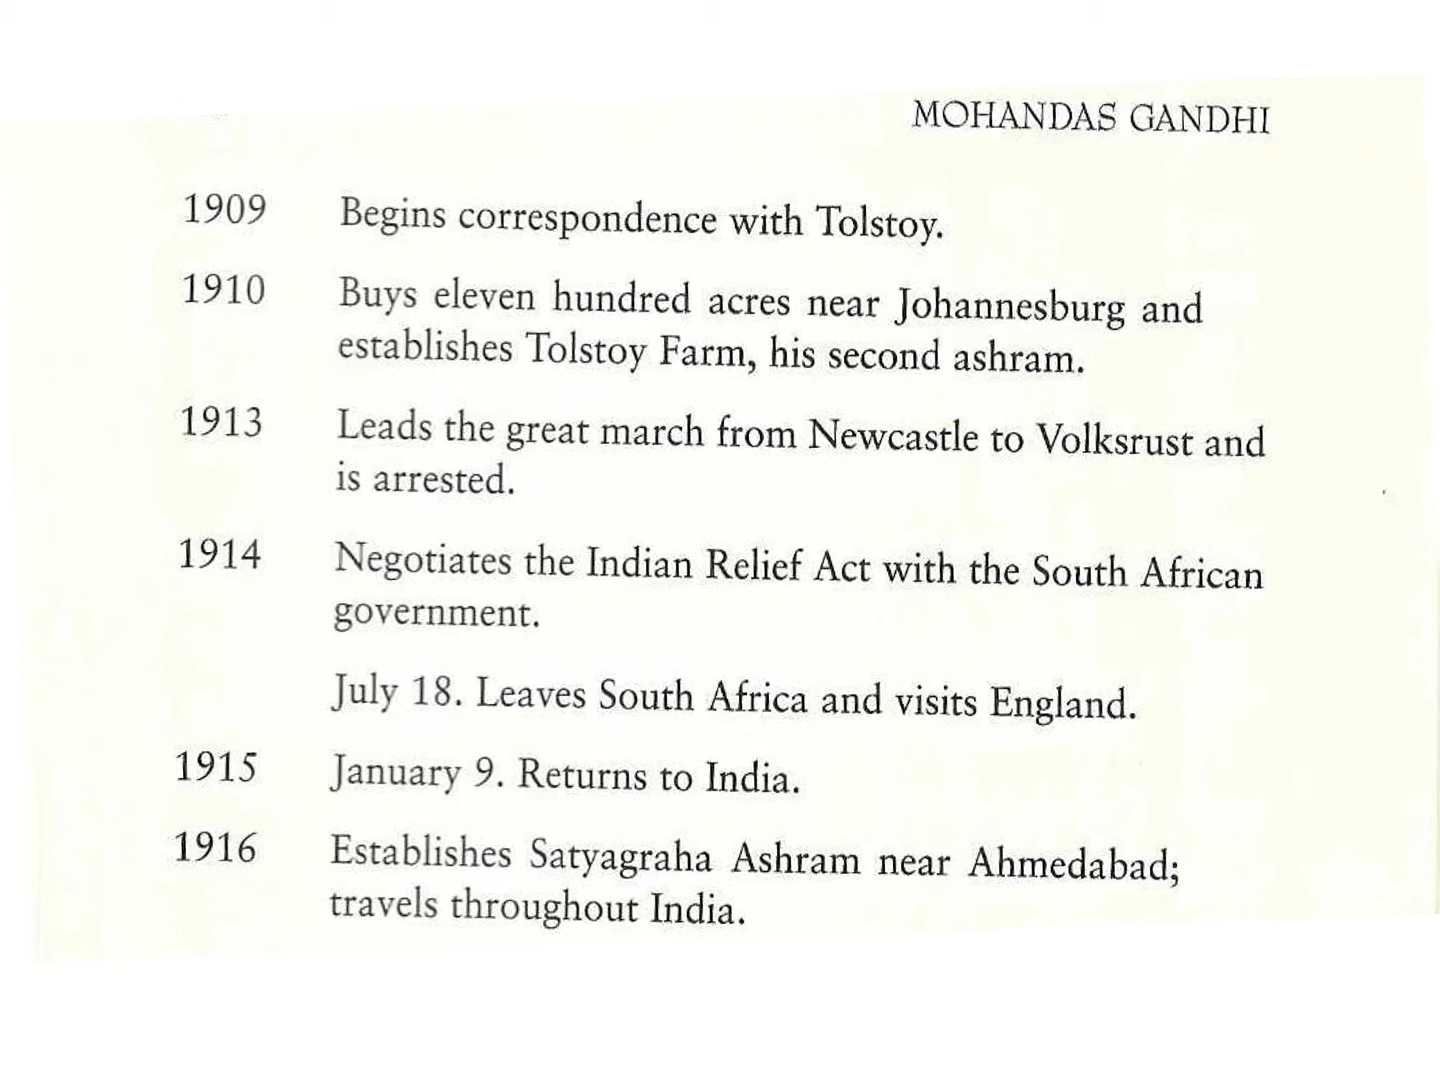 MOHANDAS GANDHI
1909 Begins correspondence with Tolstoy.
1910 Buys eleven hundred acres near Johannesburg and
establishes Tolstoy Farm, his second ashram.
1913 Leads the great march from Newcastle to Volksrust and
is arrested.
1914 Negotiates the Indian Relief Act with the South African
government.
July 18. Leaves South Africa and visits England.
1915 January 9. Returns to India.
1916 Establishes Satyagraha Ashram near Ahmedabad;
travels throughout India.